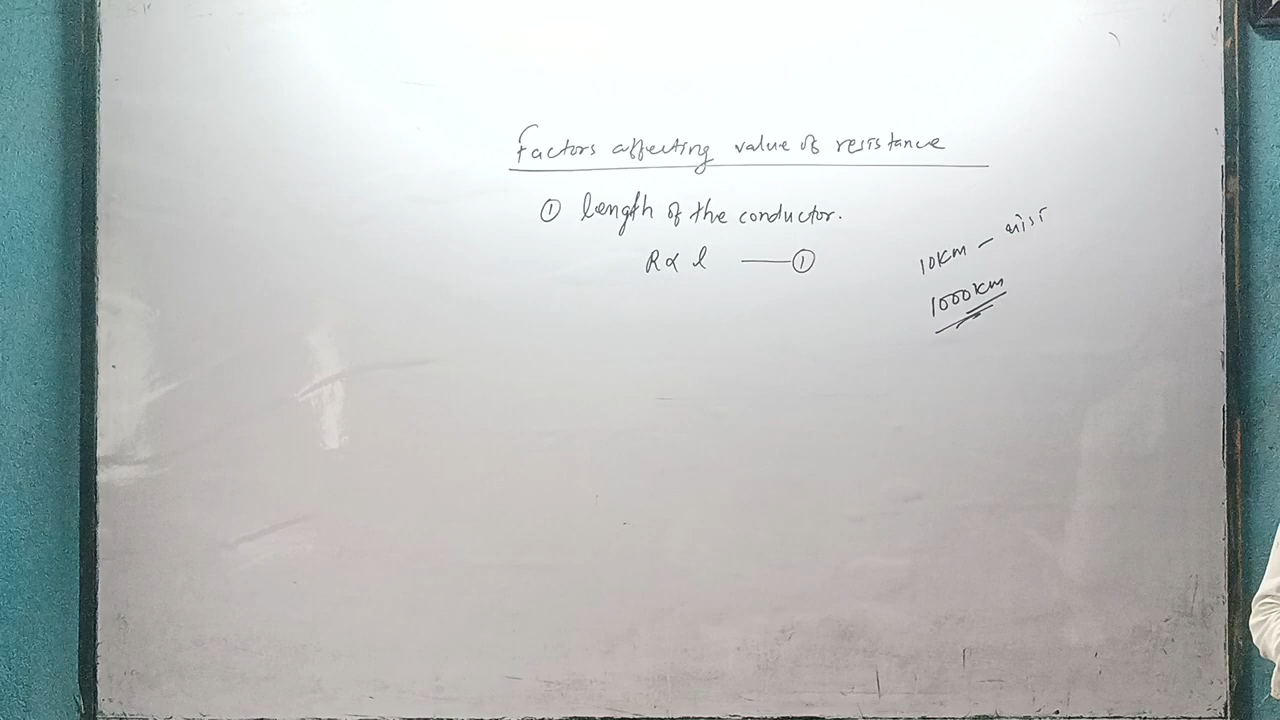 Factors affecting value of resistance
① length of the conductor.
R ∝ l —— ①
10km –
1000km